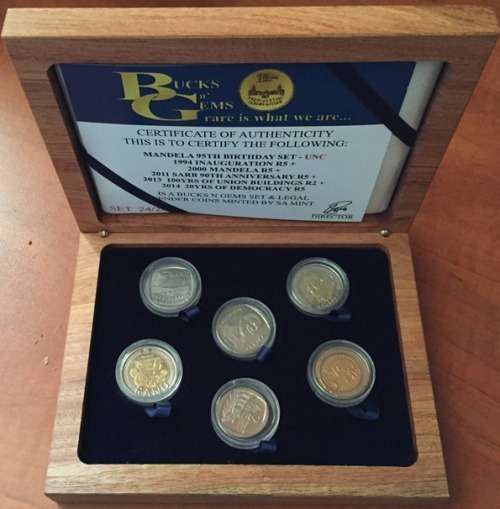 BUCKS
n'
GEMS
rare is what we are...
CERTIFICATE OF AUTHENTICITY
THIS IS TO CERTIFY THE FOLLOWING:
MANDELA 95TH BIRTHDAY SET - UNC
1994 INAUGURATION R5 +
2000 MANDELA R5 +
2011 SARB 90TH ANNIVERSARY R5 +
2013 100YRS OF UNION BUILDINGS R2 +
2014 20YRS OF DEMOCRACY R5
IS A BUCKS N GEMS SET & LEGAL
TENDER COINS MINTED BY SA MINT
SET
DIRECTOR